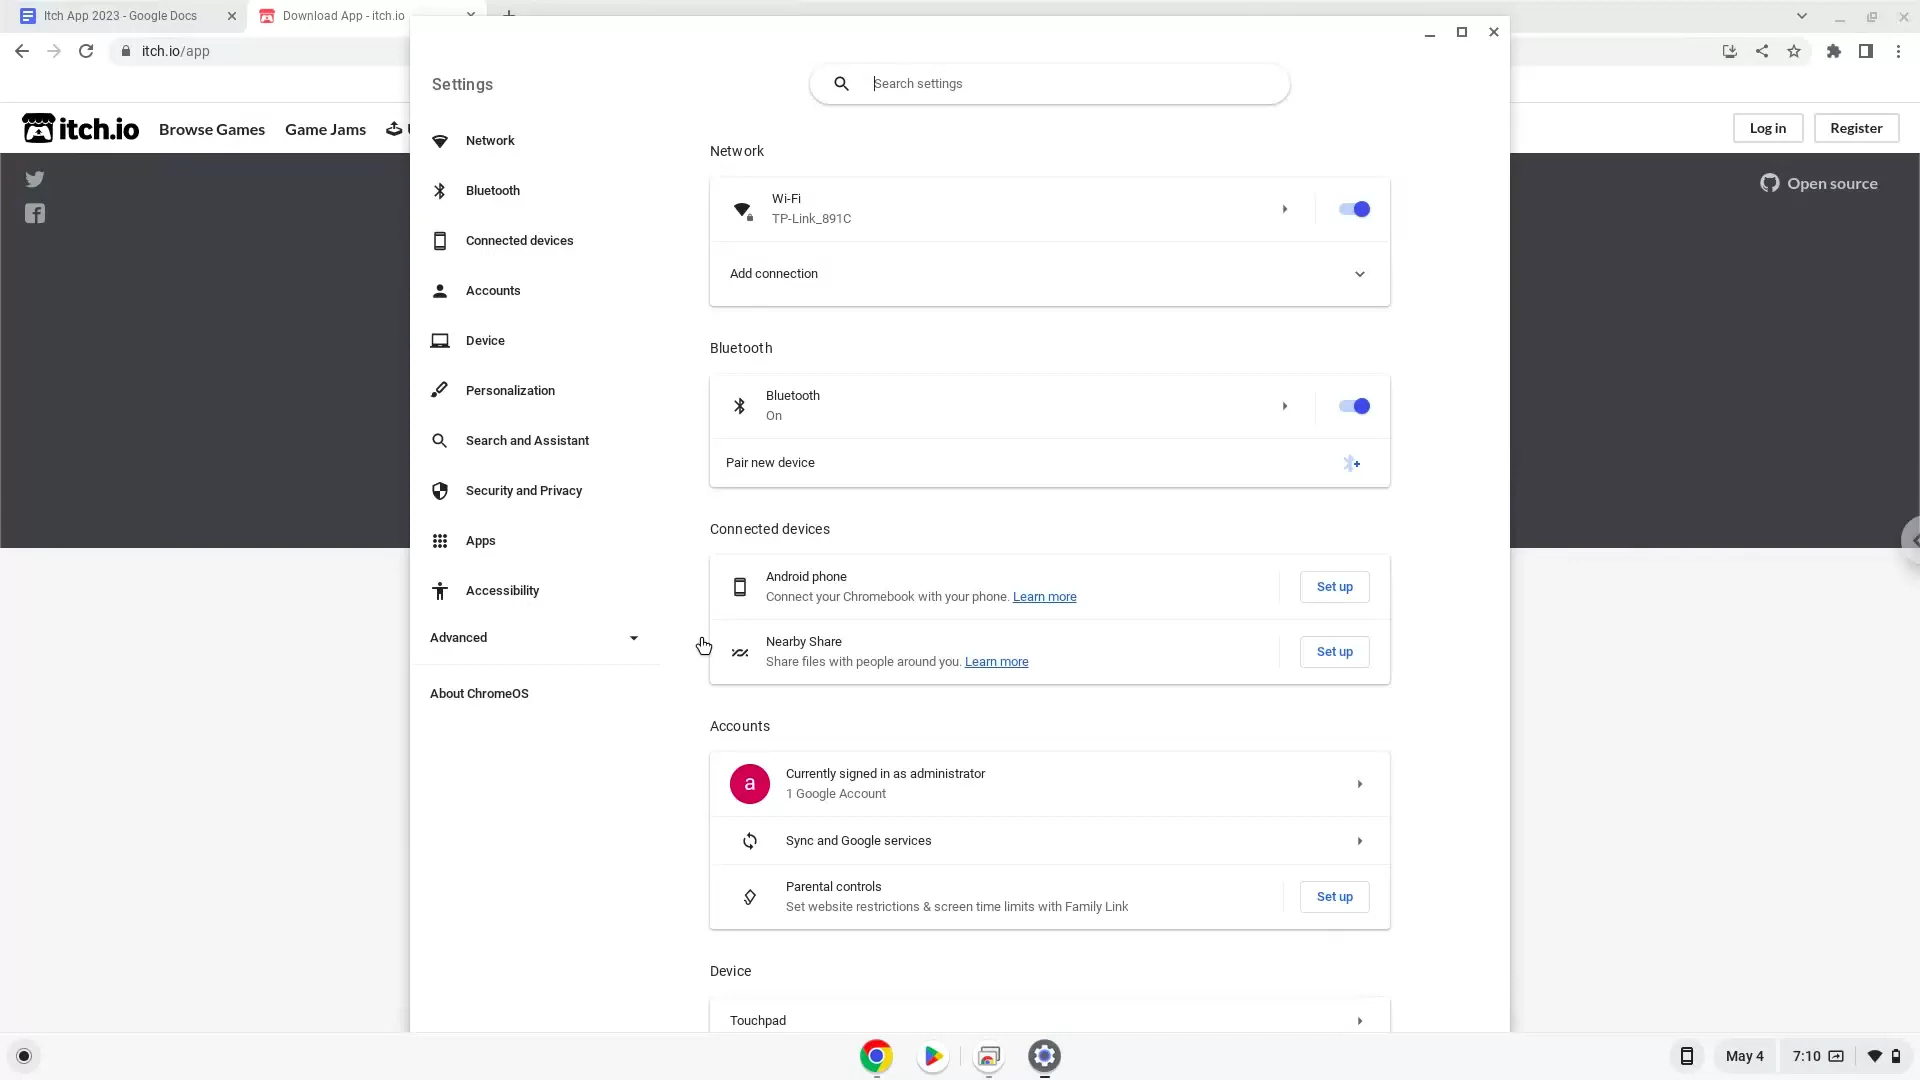 Itch App 2023 - Google Docs
Download App - itch.io
itch.io/app
itch.io
Browse Games
Game Jams
Log in
Register
Open source
Settings
Search settings
Network
Bluetooth
Connected devices
Accounts
Device
Personalization
Search and Assistant
Security and Privacy
Apps
Accessibility
Advanced
About ChromeOS
Network
Wi-Fi
TP-Link_891C
Add connection
Bluetooth
Bluetooth
On
Pair new device
Connected devices
Android phone
Connect your Chromebook with your phone. Learn more
Set up
Nearby Share
Share files with people around you. Learn more
Set up
Accounts
a
Currently signed in as administrator
1 Google Account
Sync and Google services
Parental controls
Set website restrictions & screen time limits with Family Link
Set up
Device
Touchpad
May 4
7:10